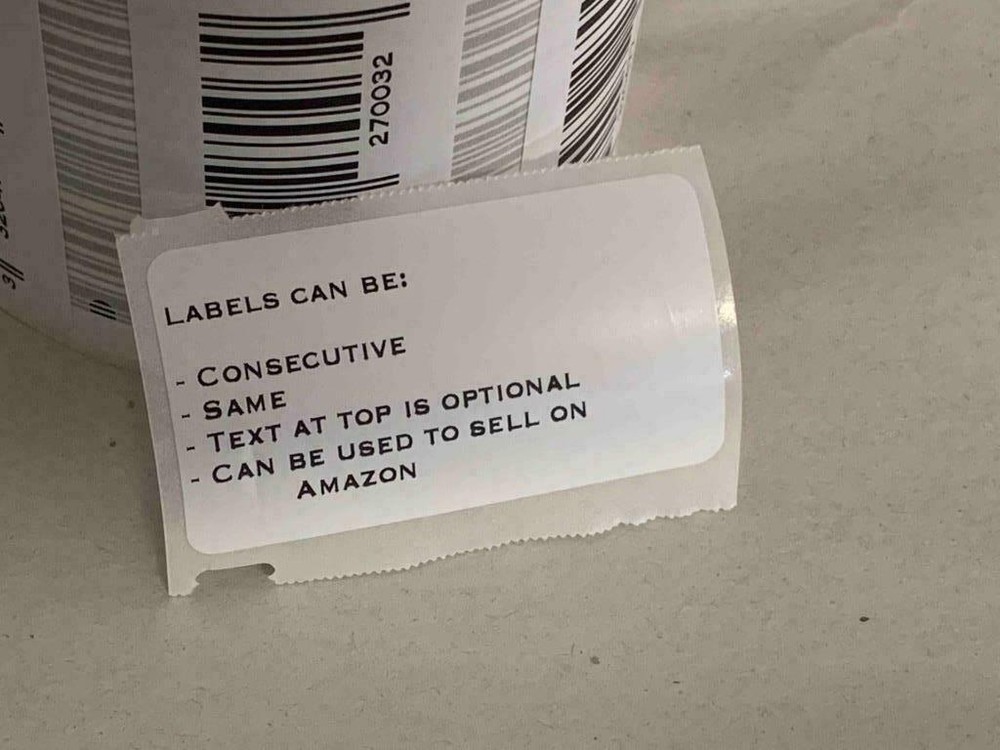 270032
LABELS CAN BE:
- CONSECUTIVE
- SAME
- TEXT AT TOP IS OPTIONAL
- CAN BE USED TO SELL ON
AMAZON